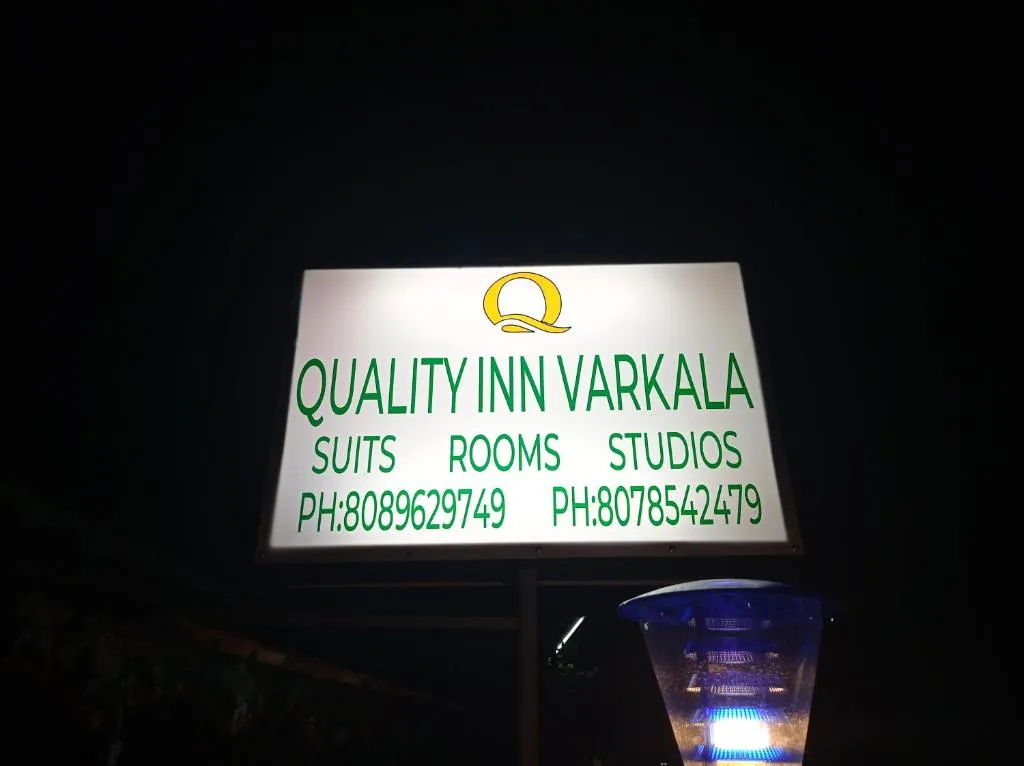 Q
QUALITY INN VARKALA
SUITS ROOMS STUDIOS
PH:8089629749 PH:8078542479